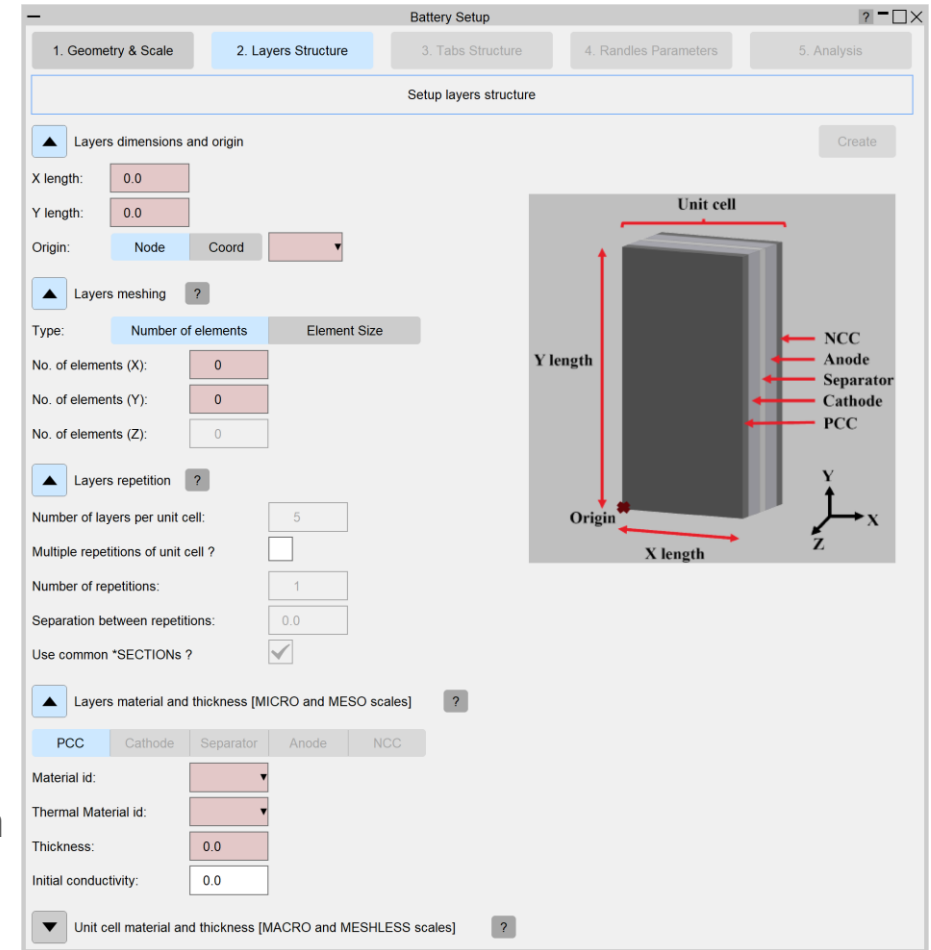 Battery Setup
?
1. Geometry & Scale
2. Layers Structure
3. Tabs Structure
4. Randles Parameters
5. Analysis
Setup layers structure
Layers dimensions and origin
Create
X length: 0.0
Y length: 0.0
Origin: Node Coord
Layers meshing ?
Type: Number of elements Element Size
No. of elements (X): 0
No. of elements (Y): 0
No. of elements (Z): 0
Layers repetition ?
Number of layers per unit cell: 5
Multiple repetitions of unit cell ?
Number of repetitions: 1
Separation between repetitions: 0.0
Use common *SECTIONs ?
Layers material and thickness [MICRO and MESO scales] ?
PCC Cathode Separator Anode NCC
Material id:
Thermal Material id:
Thickness: 0.0
Initial conductivity: 0.0
Unit cell material and thickness [MACRO and MESHLESS scales] ?
Unit cell
Y length
NCC
Anode
Separator
Cathode
PCC
Origin
X length
Y
X
Z